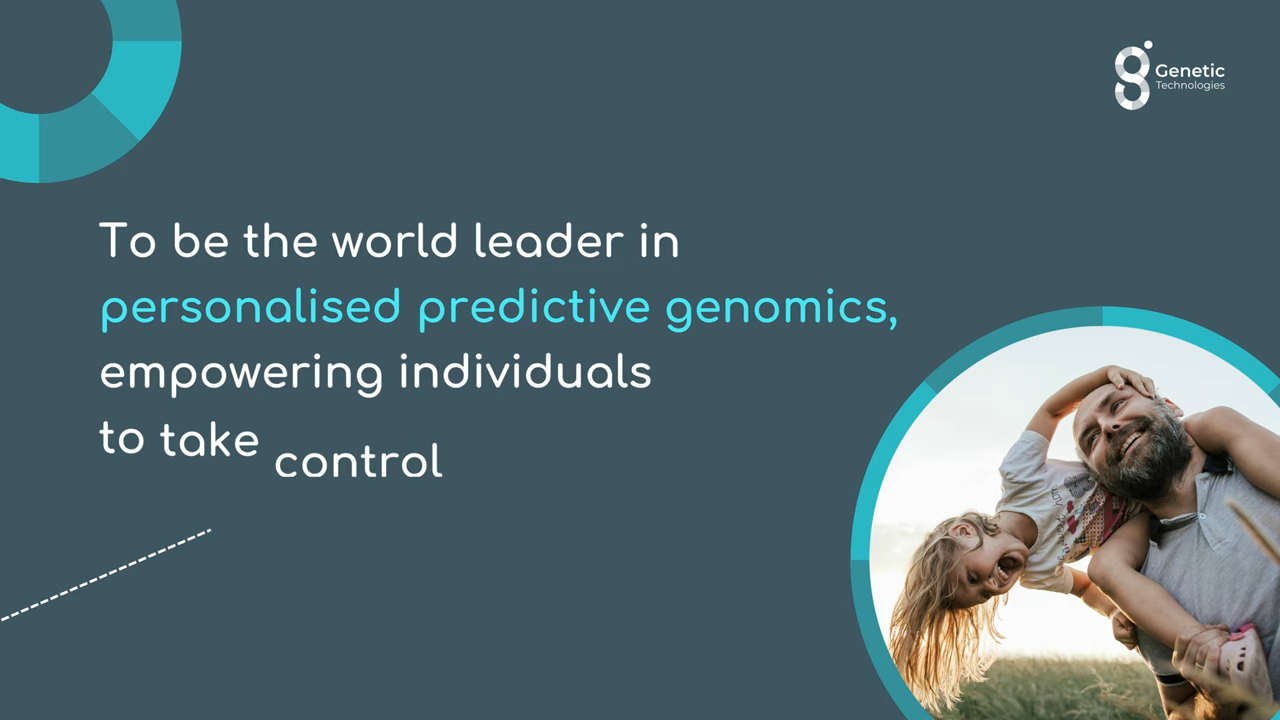 Genetic
Technologies
To be the world leader in
personalised predictive genomics,
empowering individuals
to take control